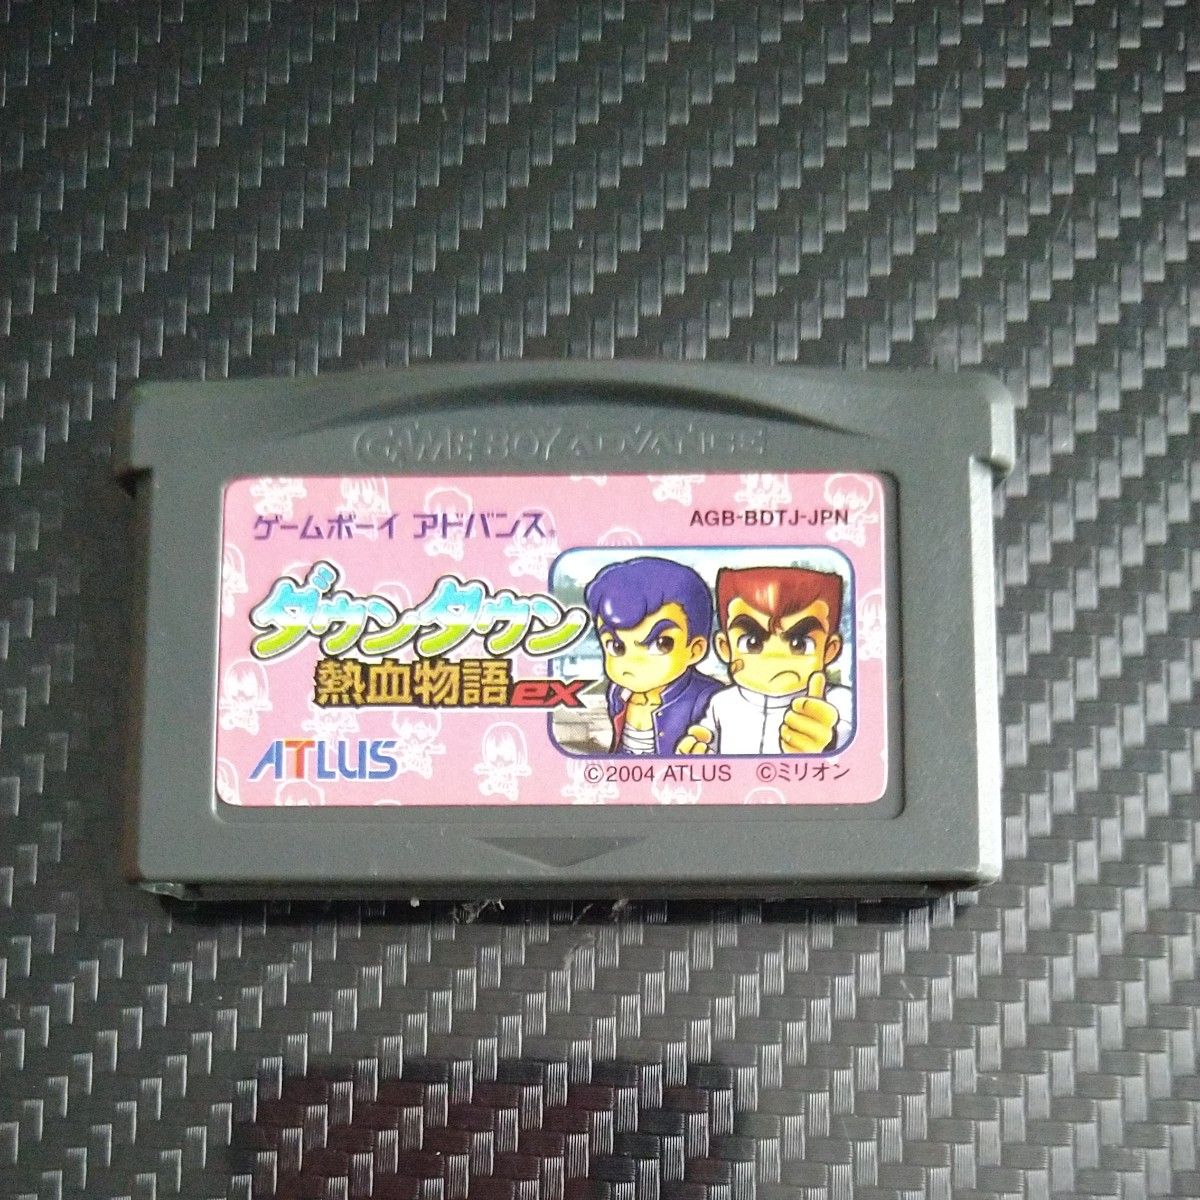 GAME BOY ADVANCE
ゲームボーイ アドバンス
AGB-BDTJ-JPN
ダウンタウン
熱血物語ex
ATLUS
©2004 ATLUS ©ミリオン